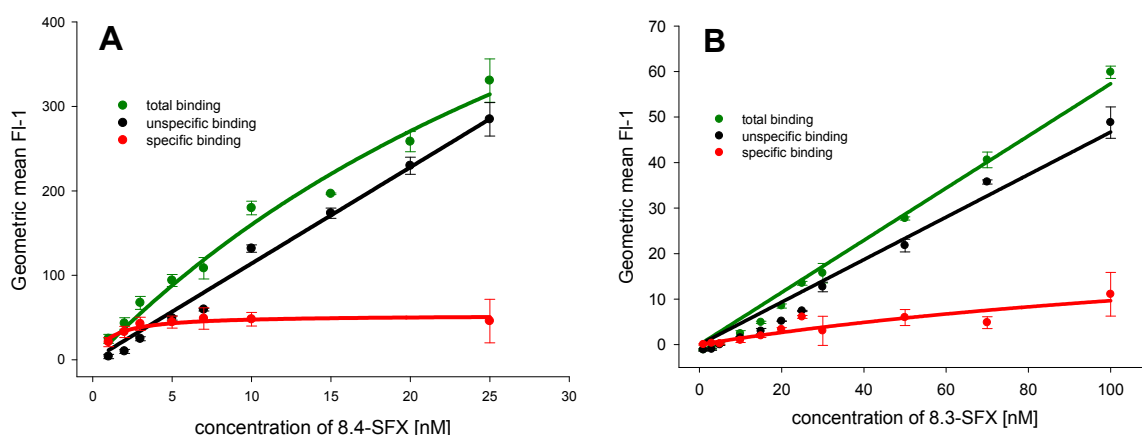 A
400
300
200
100
0
Geometric mean Fl-1
total binding
unspecific binding
specific binding
0 5 10 15 20 25 30
concentration of 8.4-SFX [nM]
B
70
60
50
40
30
20
10
0
Geometric mean Fl-1
total binding
unspecific binding
specific binding
0 20 40 60 80 100
concentration of 8.3-SFX [nM]